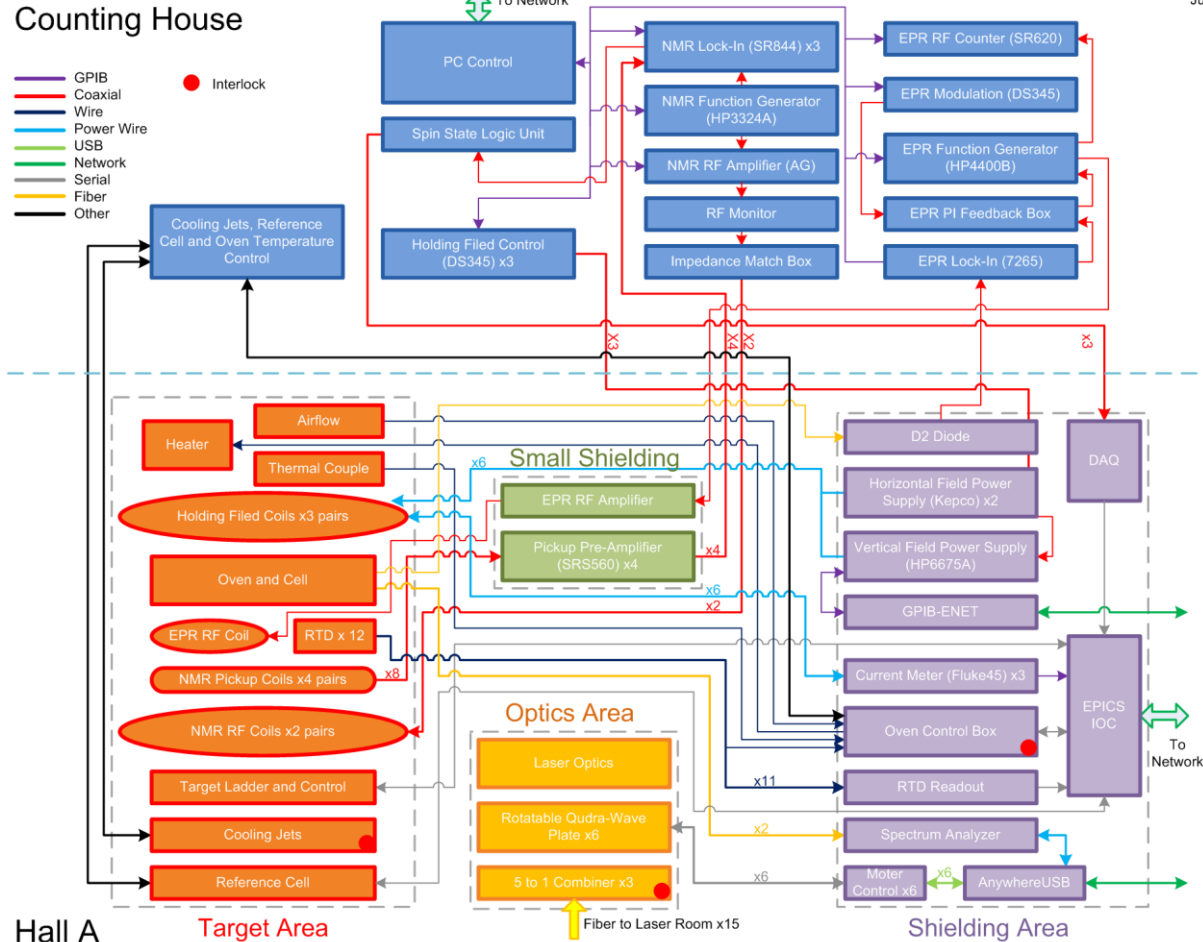 Counting House
To Network
Ju
GPIB
Coaxial
Wire
Power Wire
USB
Network
Serial
Fiber
Other
Interlock
PC Control
Spin State Logic Unit
Cooling Jets, Reference
Cell and Oven Temperature
Control
Holding Filed Control
(DS345) x3
NMR Lock-In (SR844) x3
NMR Function Generator
(HP3324A)
NMR RF Amplifier (AG)
RF Monitor
Impedance Match Box
EPR RF Counter (SR620)
EPR Modulation (DS345)
EPR Function Generator
(HP4400B)
EPR PI Feedback Box
EPR Lock-In (7265)
X3
X4
X2
x3
Airflow
Heater
Thermal Couple
Holding Filed Coils x3 pairs
Oven and Cell
EPR RF Coil
RTD x 12
NMR Pickup Coils x4 pairs
x8
NMR RF Coils x2 pairs
Target Ladder and Control
Cooling Jets
Reference Cell
x6
Small Shielding
EPR RF Amplifier
Pickup Pre-Amplifier
(SRS560) x4
x4
x6
x2
Optics Area
Laser Optics
Rotatable Qudra-Wave
Plate x6
5 to 1 Combiner x3
Fiber to Laser Room x15
x11
x2
x6
D2 Diode
Horizontal Field Power
Supply (Kepco) x2
Vertical Field Power Supply
(HP6675A)
GPIB-ENET
Current Meter (Fluke45) x3
Oven Control Box
RTD Readout
Spectrum Analyzer
Moter
Control x6
x6
AnywhereUSB
DAQ
EPICS
IOC
To
Network
Hall A
Target Area
Shielding Area